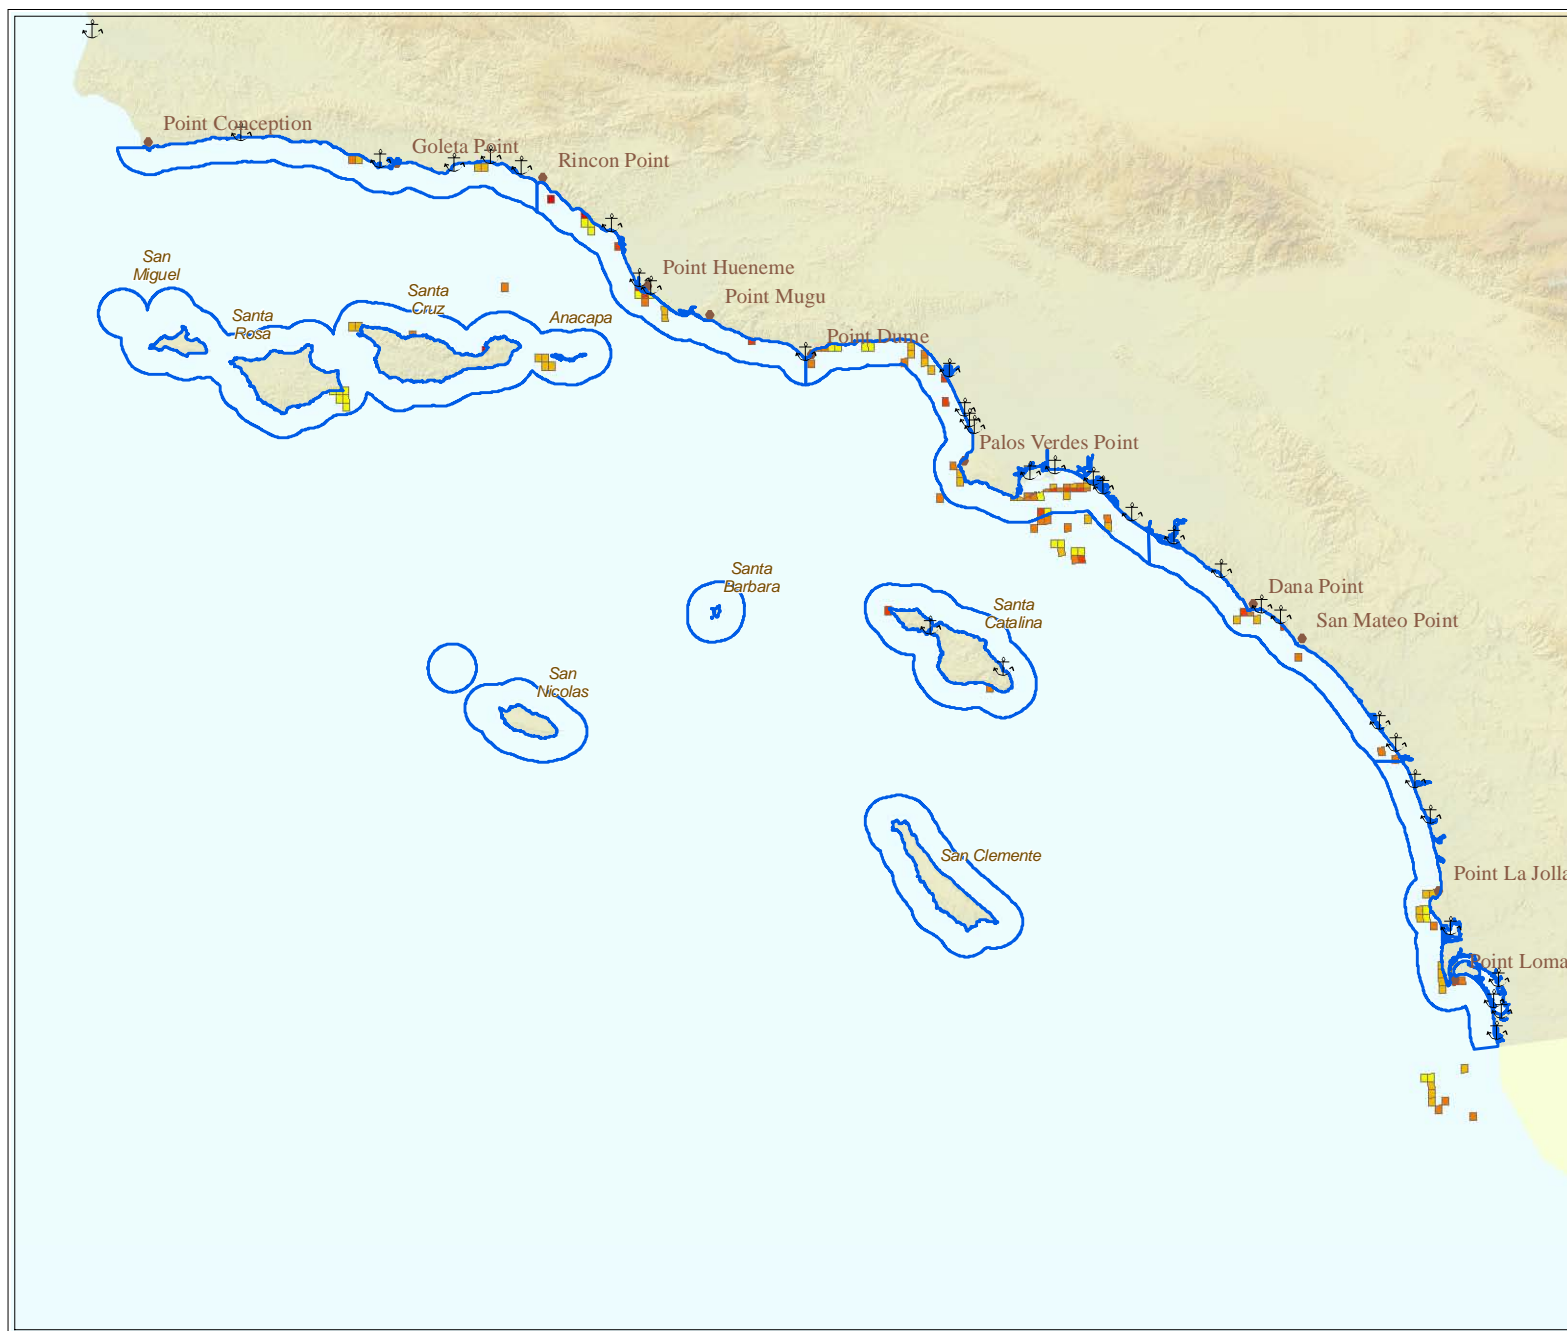 Point Conception
Goleta Point
Rincon Point
San
Miguel
Santa
Rosa
Santa
Cruz
Anacapa
Point Hueneme
Point Mugu
Point Dume
Palos Verdes Point
Santa
Barbara
Santa
Catalina
Dana Point
San Mateo Point
San
Nicolas
San Clemente
Point La Jolla
Point Loma